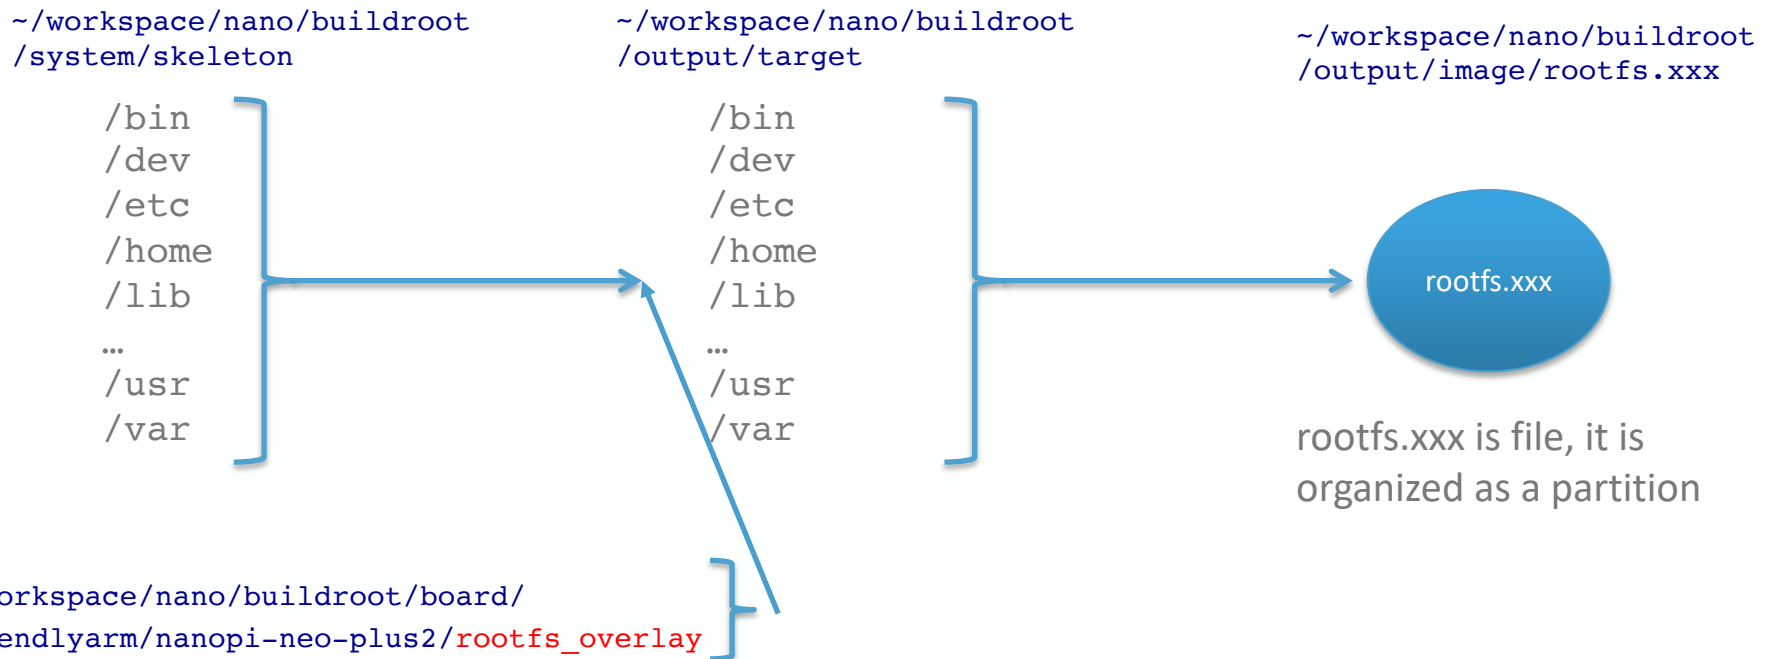 ~/workspace/nano/buildroot
/system/skeleton
/bin
/dev
/etc
/home
/lib
…
/usr
/var
~/workspace/nano/buildroot
/output/target
/bin
/dev
/etc
/home
/lib
…
/usr
/var
~/workspace/nano/buildroot
/output/image/rootfs.xxx
rootfs.xxx
rootfs.xxx is file, it is
organized as a partition
orkspace/nano/buildroot/board/
endlyarm/nanopi-neo-plus2/rootfs_overlay